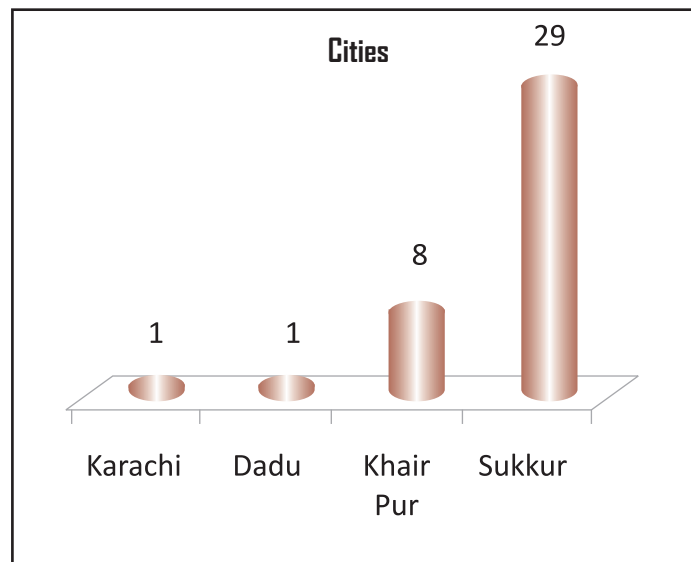 Cities
29
8
1
1
Karachi
Dadu
Khair
Pur
Sukkur